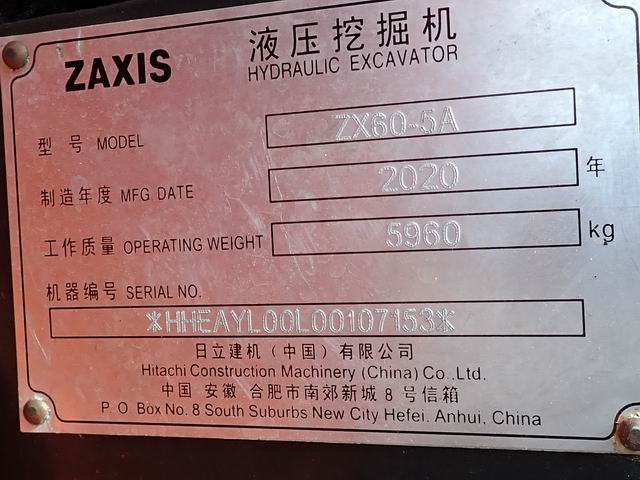 ZAXIS
液压挖掘机
HYDRAULIC EXCAVATOR
型号 MODEL ZX60-5A
制造年度 MFG DATE 2020 年
工作质量 OPERATING WEIGHT 5960 kg
机器编号 SERIAL NO.
*HHEAYL00L00107153*
日立建机（中国）有限公司
Hitachi Construction Machinery (China) Co.,Ltd.
中国 安徽 合肥市南郊新城 8 号信箱
P. O Box No. 8 South Suburbs New City Hefei. Anhui, China